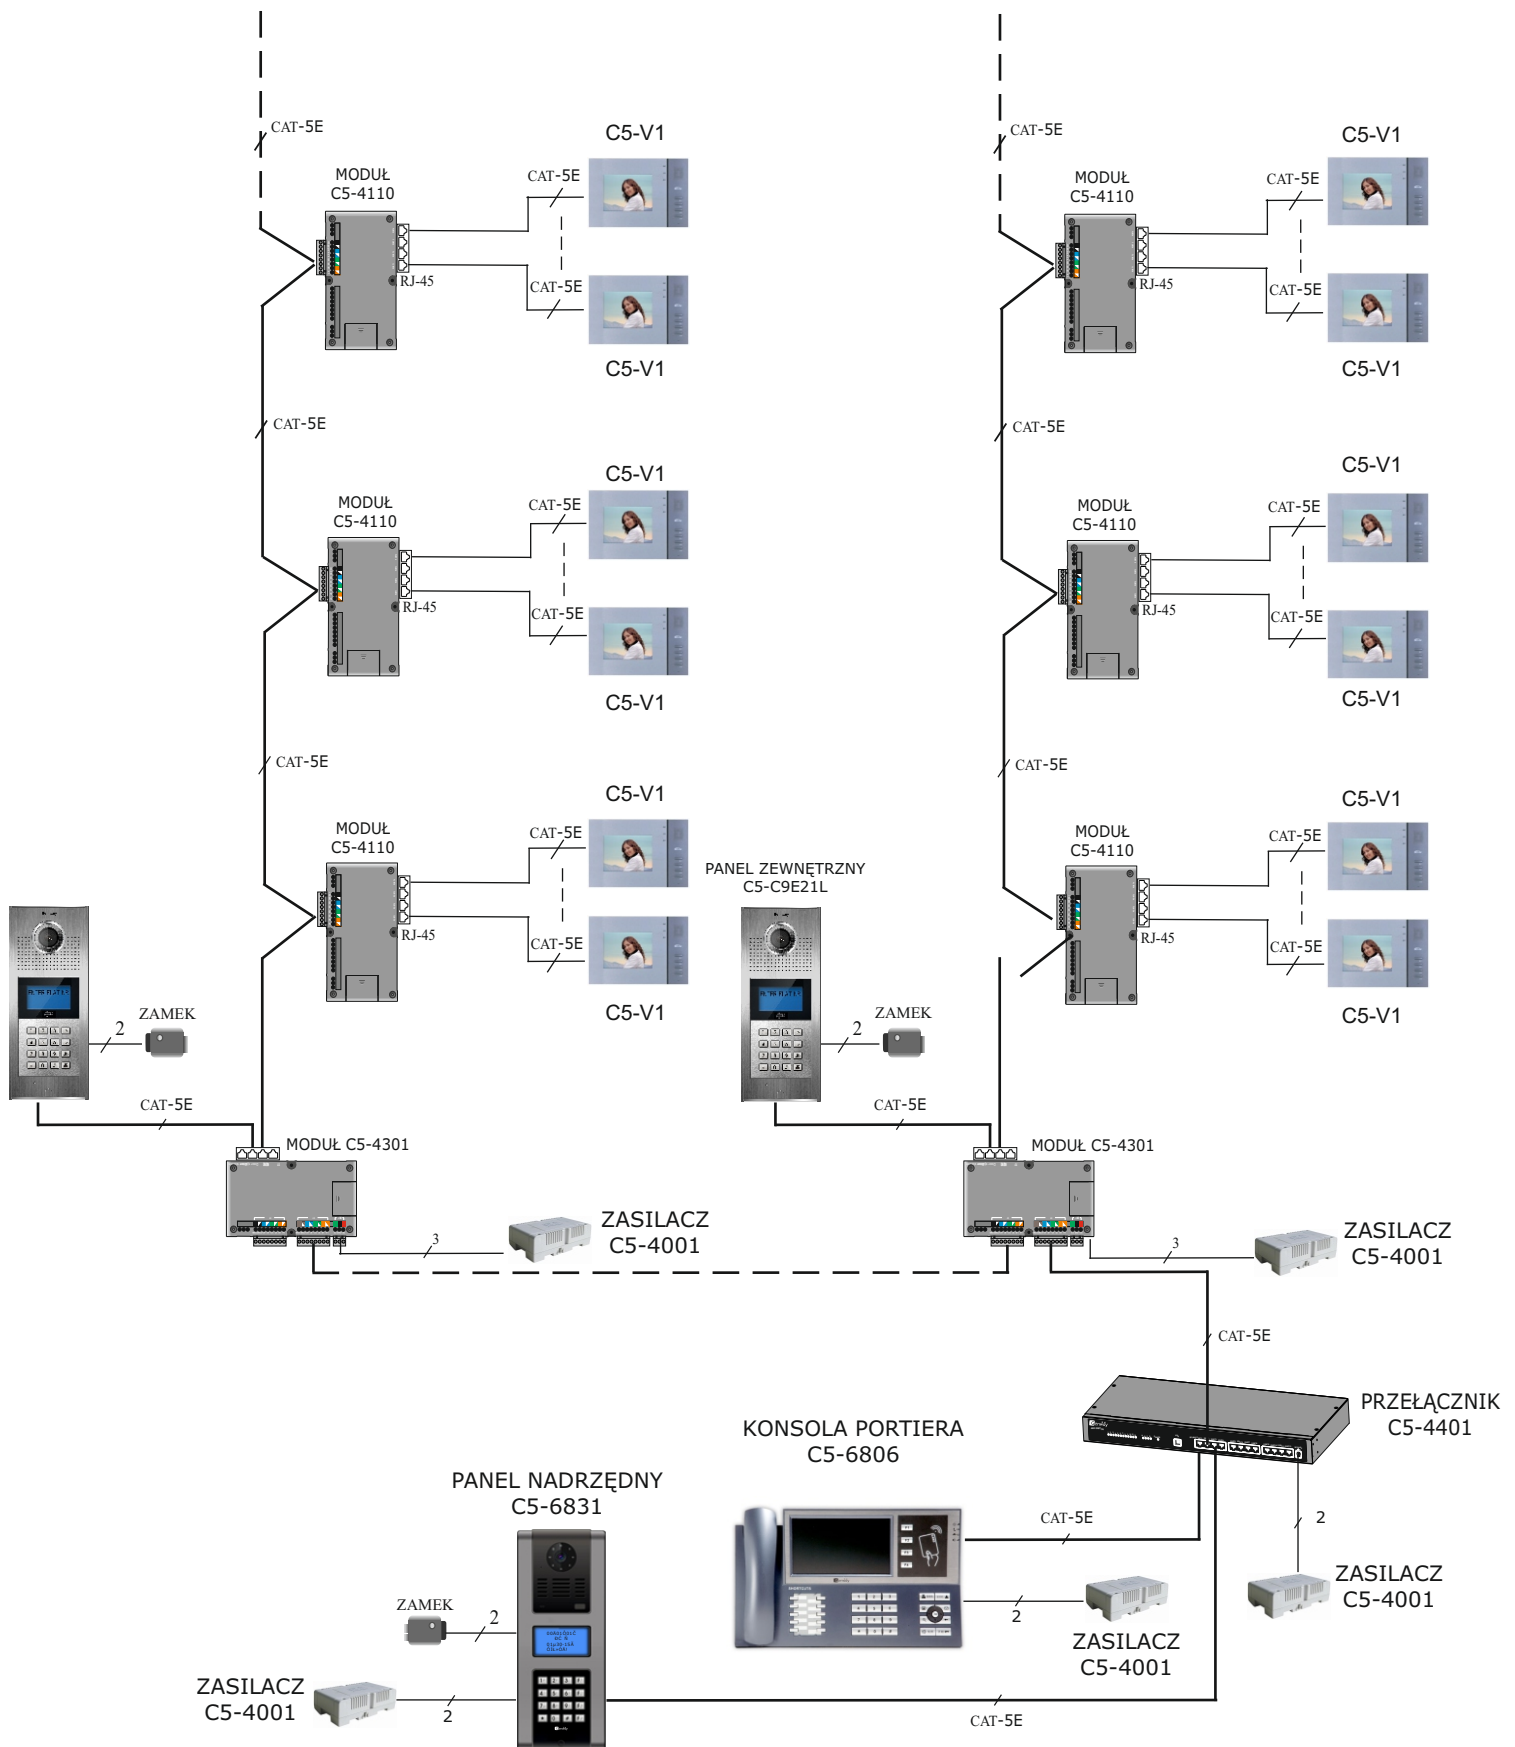 CAT-5E
C5-V1
MODUŁ
C5-4110
CAT-5E
RJ-45
CAT-5E
C5-V1
CAT-5E
C5-V1
MODUŁ
C5-4110
CAT-5E
RJ-45
CAT-5E
C5-V1
CAT-5E
C5-V1
MODUŁ
C5-4110
CAT-5E
RJ-45
CAT-5E
C5-V1
CAT-5E
C5-V1
MODUŁ
C5-4110
CAT-5E
RJ-45
CAT-5E
C5-V1
CAT-5E
C5-V1
MODUŁ
C5-4110
CAT-5E
RJ-45
CAT-5E
C5-V1
CAT-5E
C5-V1
MODUŁ
C5-4110
CAT-5E
RJ-45
CAT-5E
C5-V1
2
ZAMEK
CAT-5E
MODUŁ C5-4301
3
ZASILACZ
C5-4001
PANEL ZEWNĘTRZNY
C5-C9E21L
2
ZAMEK
CAT-5E
MODUŁ C5-4301
3
ZASILACZ
C5-4001
CAT-5E
PRZEŁĄCZNIK
C5-4401
2
ZASILACZ
C5-4001
KONSOLA PORTIERA
C5-6806
CAT-5E
2
ZASILACZ
C5-4001
PANEL NADRZĘDNY
C5-6831
ZAMEK
2
ZASILACZ
C5-4001
2
CAT-5E